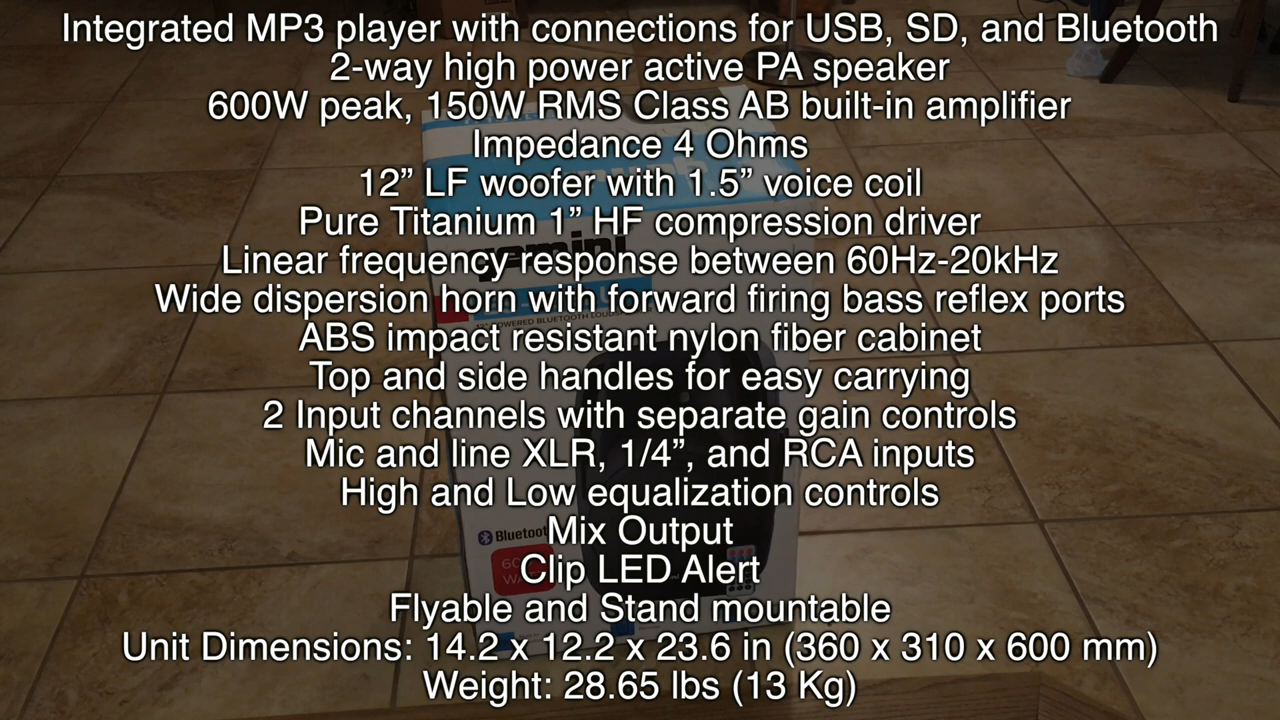 Integrated MP3 player with connections for USB, SD, and Bluetooth
2-way high power active PA speaker
600W peak, 150W RMS Class AB built-in amplifier
Impedance 4 Ohms
12” LF woofer with 1.5” voice coil
Pure Titanium 1” HF compression driver
Linear frequency response between 60Hz-20kHz
Wide dispersion horn with forward firing bass reflex ports
ABS impact resistant nylon fiber cabinet
Top and side handles for easy carrying
2 Input channels with separate gain controls
Mic and line XLR, 1/4”, and RCA inputs
High and Low equalization controls
Mix Output
Clip LED Alert
Flyable and Stand mountable
Unit Dimensions: 14.2 x 12.2 x 23.6 in (360 x 310 x 600 mm)
Weight: 28.65 lbs (13 Kg)
gemini